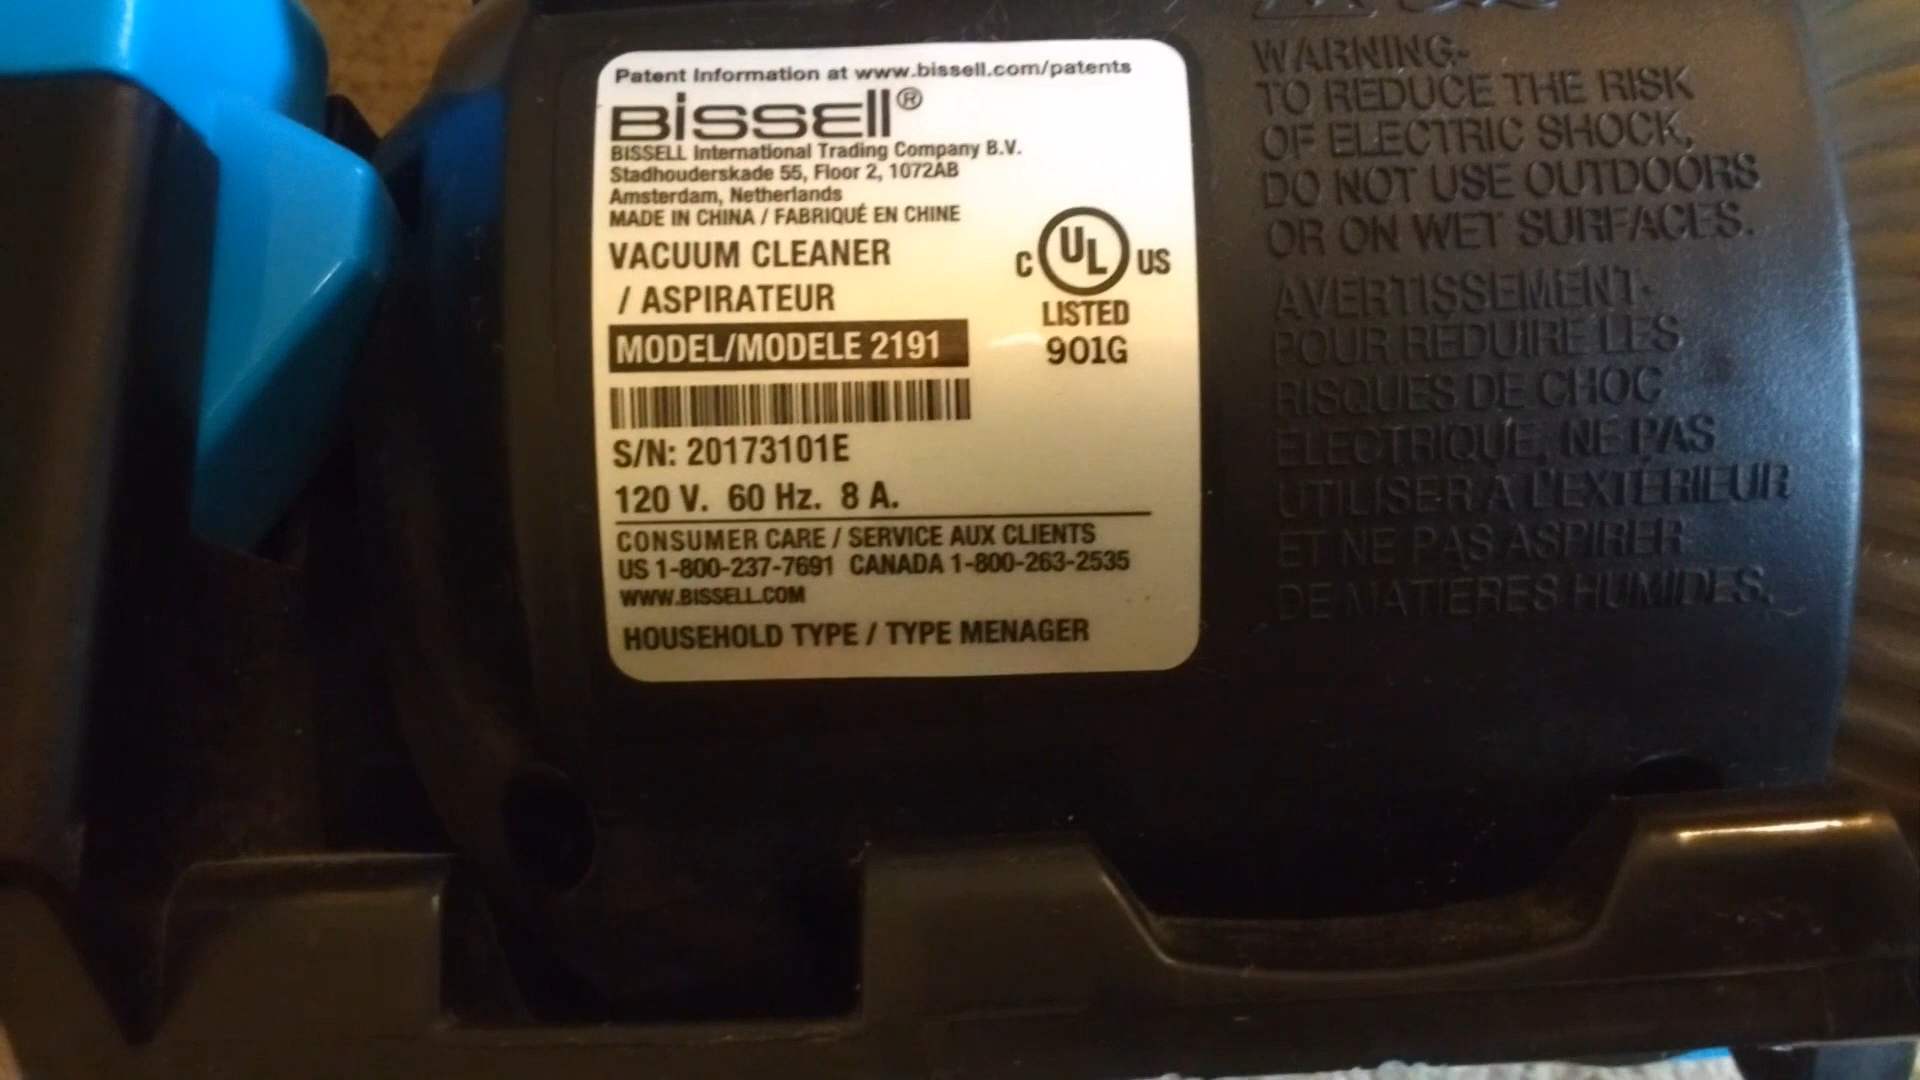 Patent Information at www.bissell.com/patents
BISSELL®
BISSELL International Trading Company B.V.
Stadhouderskade 55, Floor 2, 1072AB
Amsterdam, Netherlands
MADE IN CHINA / FABRIQUÉ EN CHINE
VACUUM CLEANER
/ ASPIRATEUR
MODEL/MODELE 2191
S/N: 20173101E
120 V. 60 Hz. 8 A.
C UL US
LISTED
901G
CONSUMER CARE / SERVICE AUX CLIENTS
US 1-800-237-7691 CANADA 1-800-263-2535
WWW.BISSELL.COM
HOUSEHOLD TYPE / TYPE MENAGER
WARNING-
TO REDUCE THE RISK
OF ELECTRIC SHOCK,
DO NOT USE OUTDOORS
OR ON WET SURFACES.
AVERTISSEMENT-
POUR REDUIRE LES
RISQUES DE CHOC
ELECTRIQUE, NE PAS
UTILISER A L'EXTERIEUR
ET NE PAS ASPIRER
DE MATIERES HUMIDES.